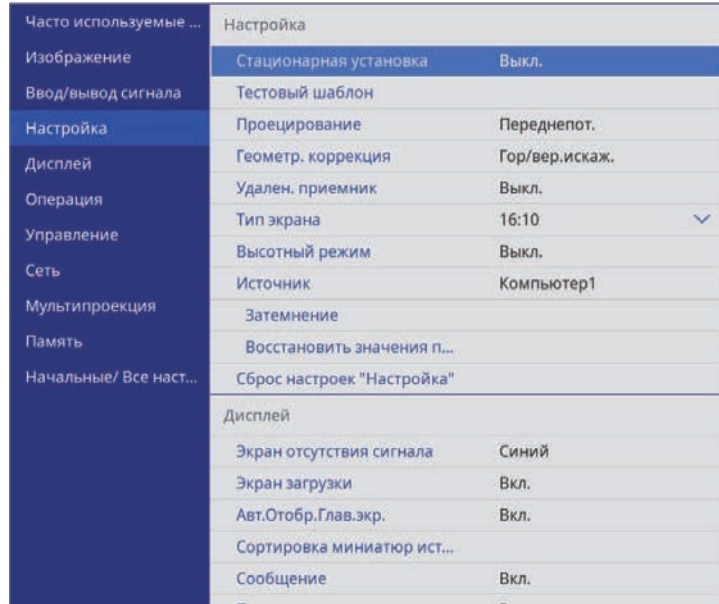 Часто используемые ...
Изображение
Ввод/вывод сигнала
Настройка
Дисплей
Операция
Управление
Сеть
Мультипроекция
Память
Начальные/ Все наст...
Настройка
Стационарная установка Выкл.
Тестовый шаблон
Проецирование Переднепот.
Геометр. коррекция Гор/вер.искаж.
Удален. приемник Выкл.
Тип экрана 16:10
Высотный режим Выкл.
Источник Компьютер1
Затемнение
Восстановить значения п...
Сброс настроек "Настройка"
Дисплей
Экран отсутствия сигнала Синий
Экран загрузки Вкл.
Авт.Отобр.Глав.экр. Вкл.
Сортировка миниатюр ист...
Сообщение Вкл.